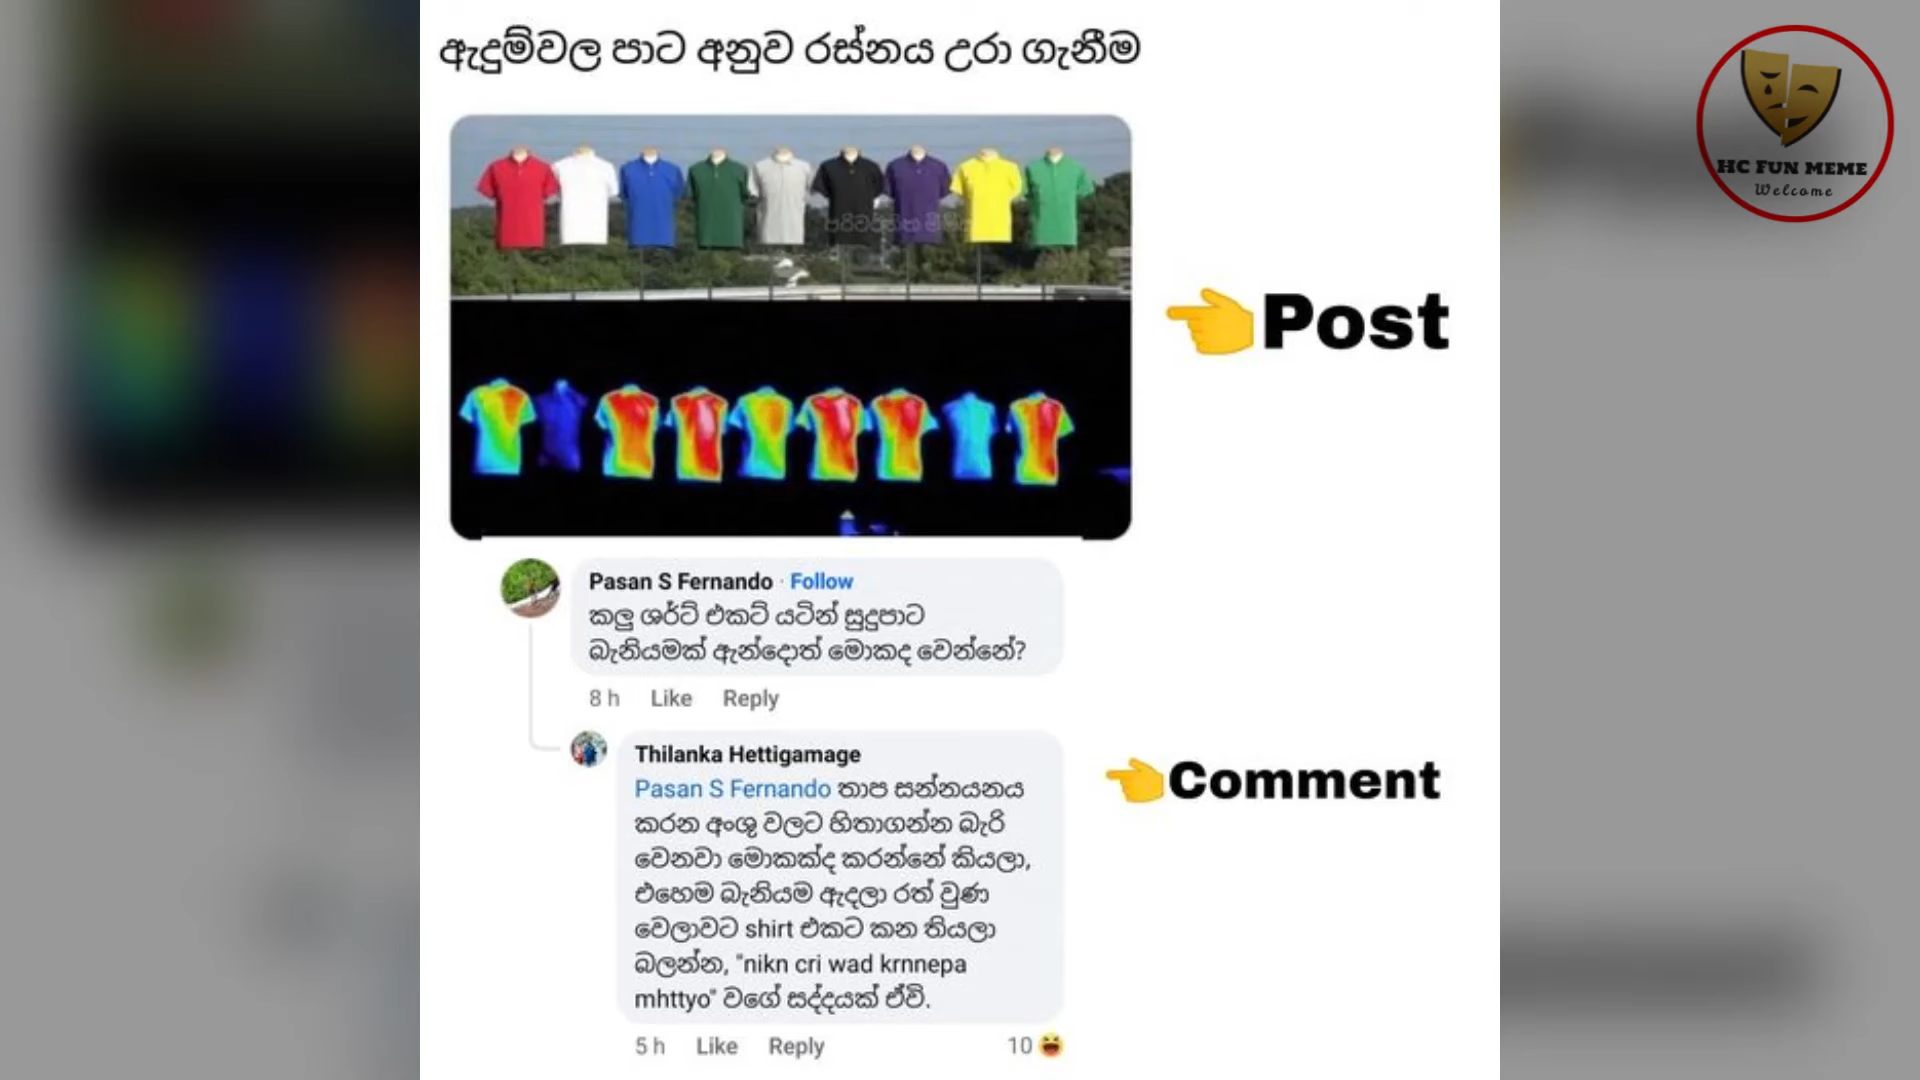 ඇඳුම්වල පාට අනුව රස්නය උරා ගැනීම
HC FUN MEME
Welcome
👈Post
Pasan S Fernando · Follow
කලු ශර්ට් එකට් යටින් සුදුපාට
බැනියමක් ඇන්දොත් මොකද වෙන්නේ?
8 h Like Reply
Thilanka Hettigamage
Pasan S Fernando තාප සන්නයනය
කරන අංශු වලට හිතාගන්න බැරි
වෙනවා මොකක්ද කරන්නේ කියලා,
එහෙම බැනියම ඇදලා රත් වුණ
වෙලාවට shirt එකට කන තියලා
බලන්න, "nikn cri wad krnnepa
mhttyo" වගේ සද්දයක් ඒවි.
👈Comment
5 h Like Reply 10